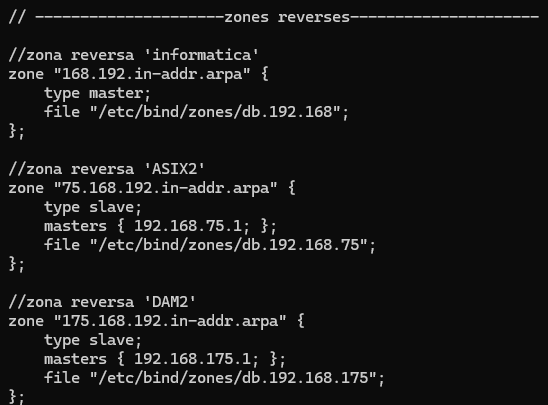 // ---------------------zones reverses---------------------

//zona reversa 'informatica'
zone "168.192.in-addr.arpa" {
    type master;
    file "/etc/bind/zones/db.192.168";
};

//zona reversa 'ASIX2'
zone "75.168.192.in-addr.arpa" {
    type slave;
    masters { 192.168.75.1; };
    file "/etc/bind/zones/db.192.168.75";
};

//zona reversa 'DAM2'
zone "175.168.192.in-addr.arpa" {
    type slave;
    masters { 192.168.175.1; };
    file "/etc/bind/zones/db.192.168.175";
};